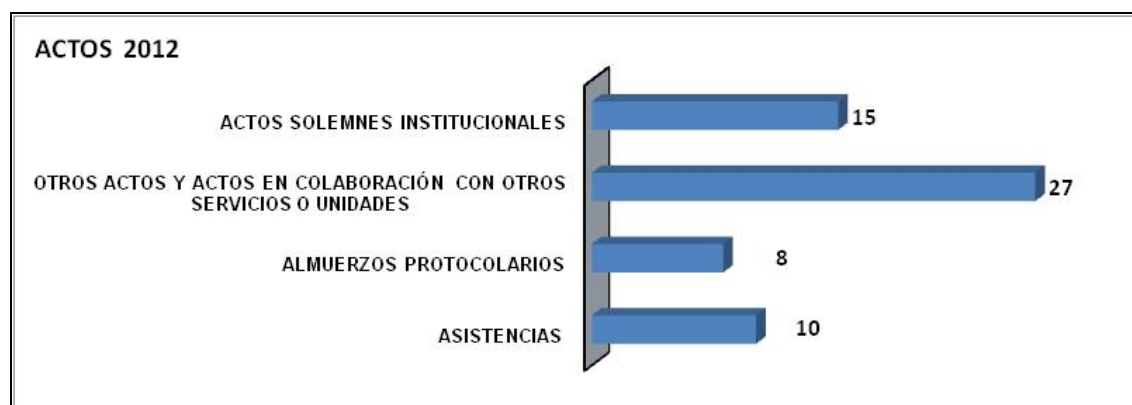 ACTOS 2012
ACTOS SOLEMNES INSTITUCIONALES
15
OTROS ACTOS Y ACTOS EN COLABORACIÓN CON OTROS
SERVICIOS O UNIDADES
27
ALMUERZOS PROTOCOLARIOS
8
ASISTENCIAS
10